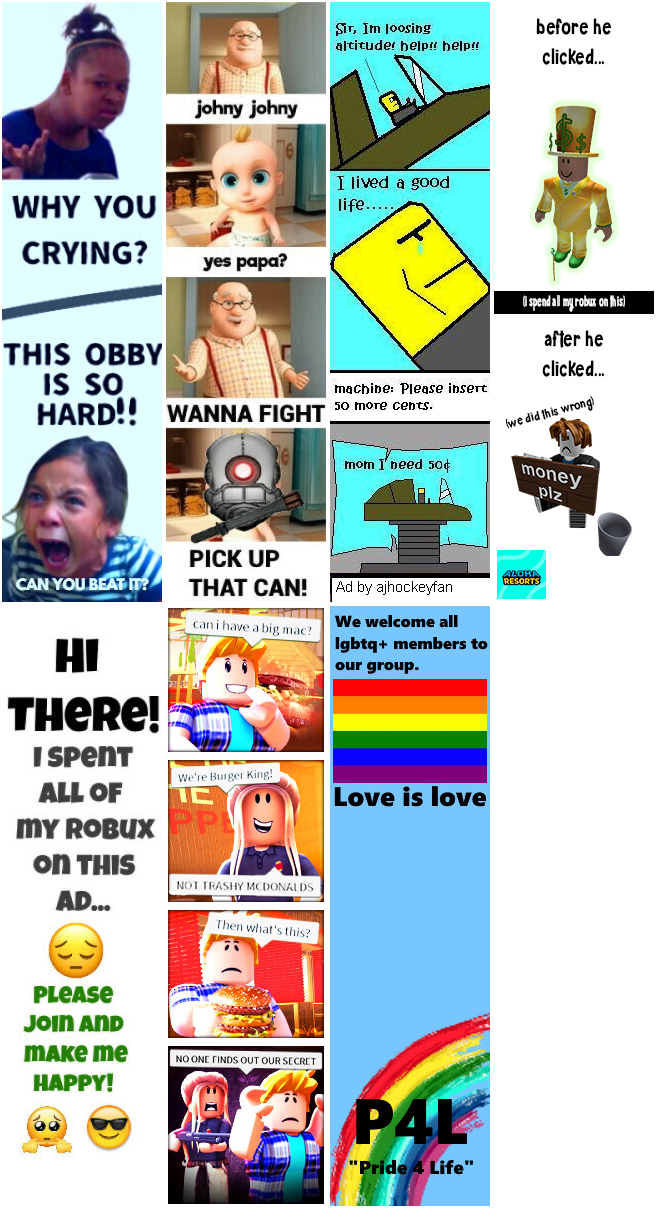 WHY YOU
CRYING?
THIS OBBY
IS SO
HARD!!
CAN YOU BEAT IT?
johny johny
yes papa?
WANNA FIGHT
PICK UP
THAT CAN!
Sir, Im loosing
altitude! help!! help!!
I lived a good
life.....
machine: Please insert
50 more cents.
mom I need 50¢
Ad by ajhockeyfan
before he
clicked...
(i spend all my robux on this)
after he
clicked...
(we did this wrong)
money
plz
ALOHA
RESORTS
HI
THERE!
I SPENT
ALL OF
MY ROBUX
ON THIS
AD...
PLEASE
JOIN AND
MAKE ME
HAPPY!
can i have a big mac?
We're Burger King!
NOT TRASHY MCDONALDS
Then what's this?
NO ONE FINDS OUT OUR SECRET
We welcome all
lgbtq+ members to
our group.
Love is love
P4L
"Pride 4 Life"